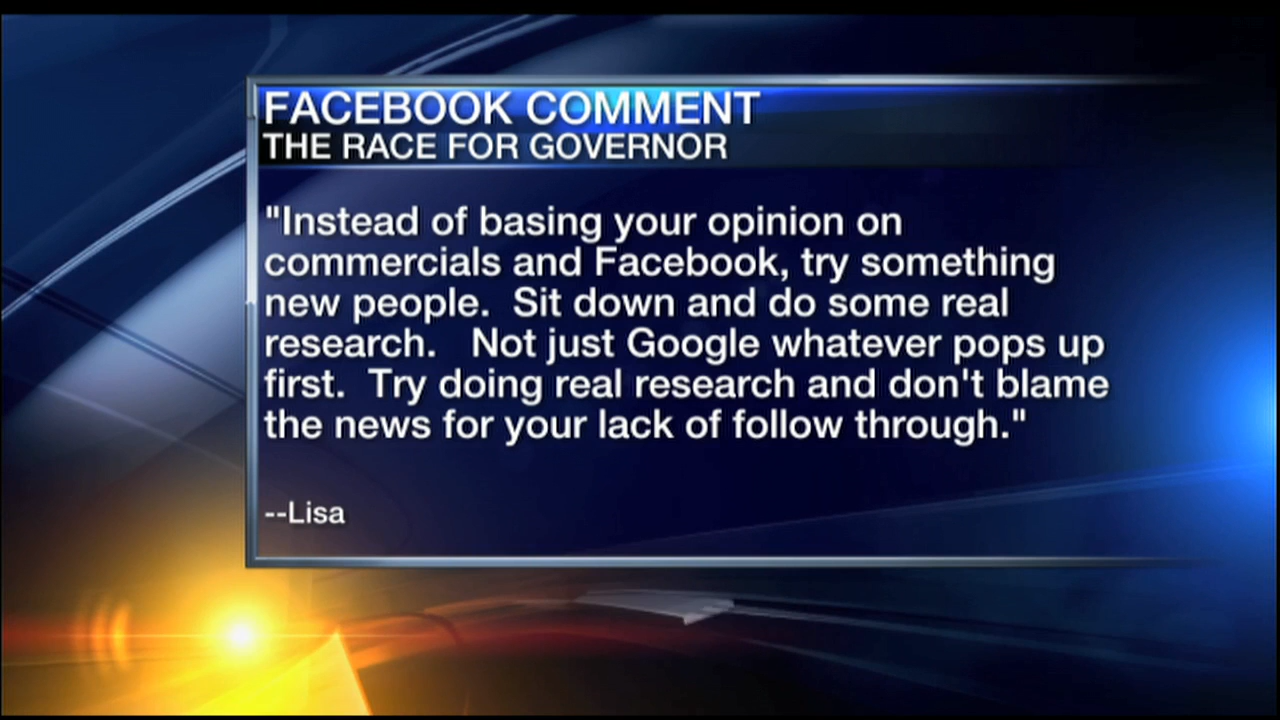 FACEBOOK COMMENT
THE RACE FOR GOVERNOR
"Instead of basing your opinion on
commercials and Facebook, try something
new people.  Sit down and do some real
research.   Not just Google whatever pops up
first.  Try doing real research and don't blame
the news for your lack of follow through."
--Lisa